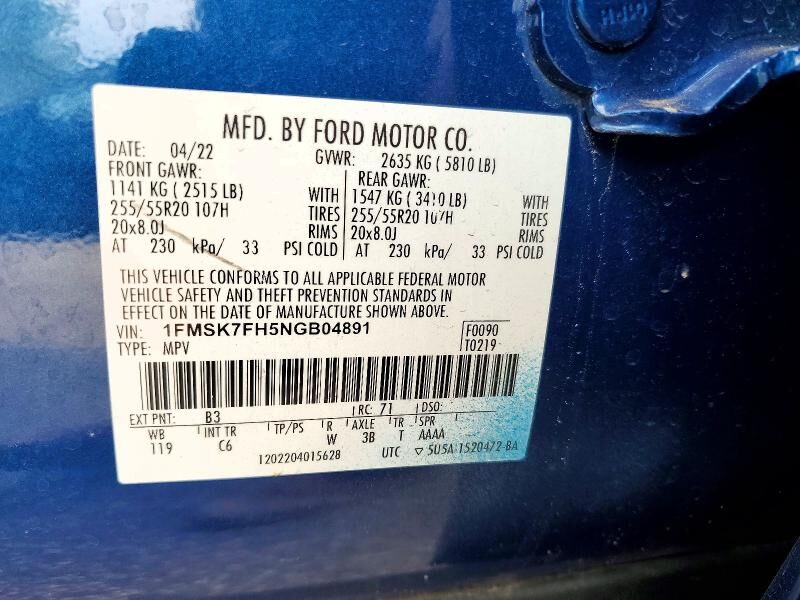 MFD. BY FORD MOTOR CO.
DATE: 04/22 GVWR: 2635 KG ( 5810 LB)
FRONT GAWR: REAR GAWR:
1141 KG ( 2515 LB) WITH 1547 KG ( 3410 LB) WITH
255/55R20 107H TIRES 255/55R20 107H TIRES
20x8.0J RIMS 20x8.0J RIMS
AT 230 kPa/ 33 PSI COLD AT 230 kPa/ 33 PSI COLD
THIS VEHICLE CONFORMS TO ALL APPLICABLE FEDERAL MOTOR
VEHICLE SAFETY AND THEFT PREVENTION STANDARDS IN
EFFECT ON THE DATE OF MANUFACTURE SHOWN ABOVE.
VIN: 1FMSK7FH5NGB04891 F0090
TYPE: MPV T0219
EXT PNT: B3 RC: 71 DSO:
WB INT TR TP/PS R AXLE TR SPR
119 C6 W 3B T AAAA
1202204015628 UTC ▽ 5U5A-1520472-BA